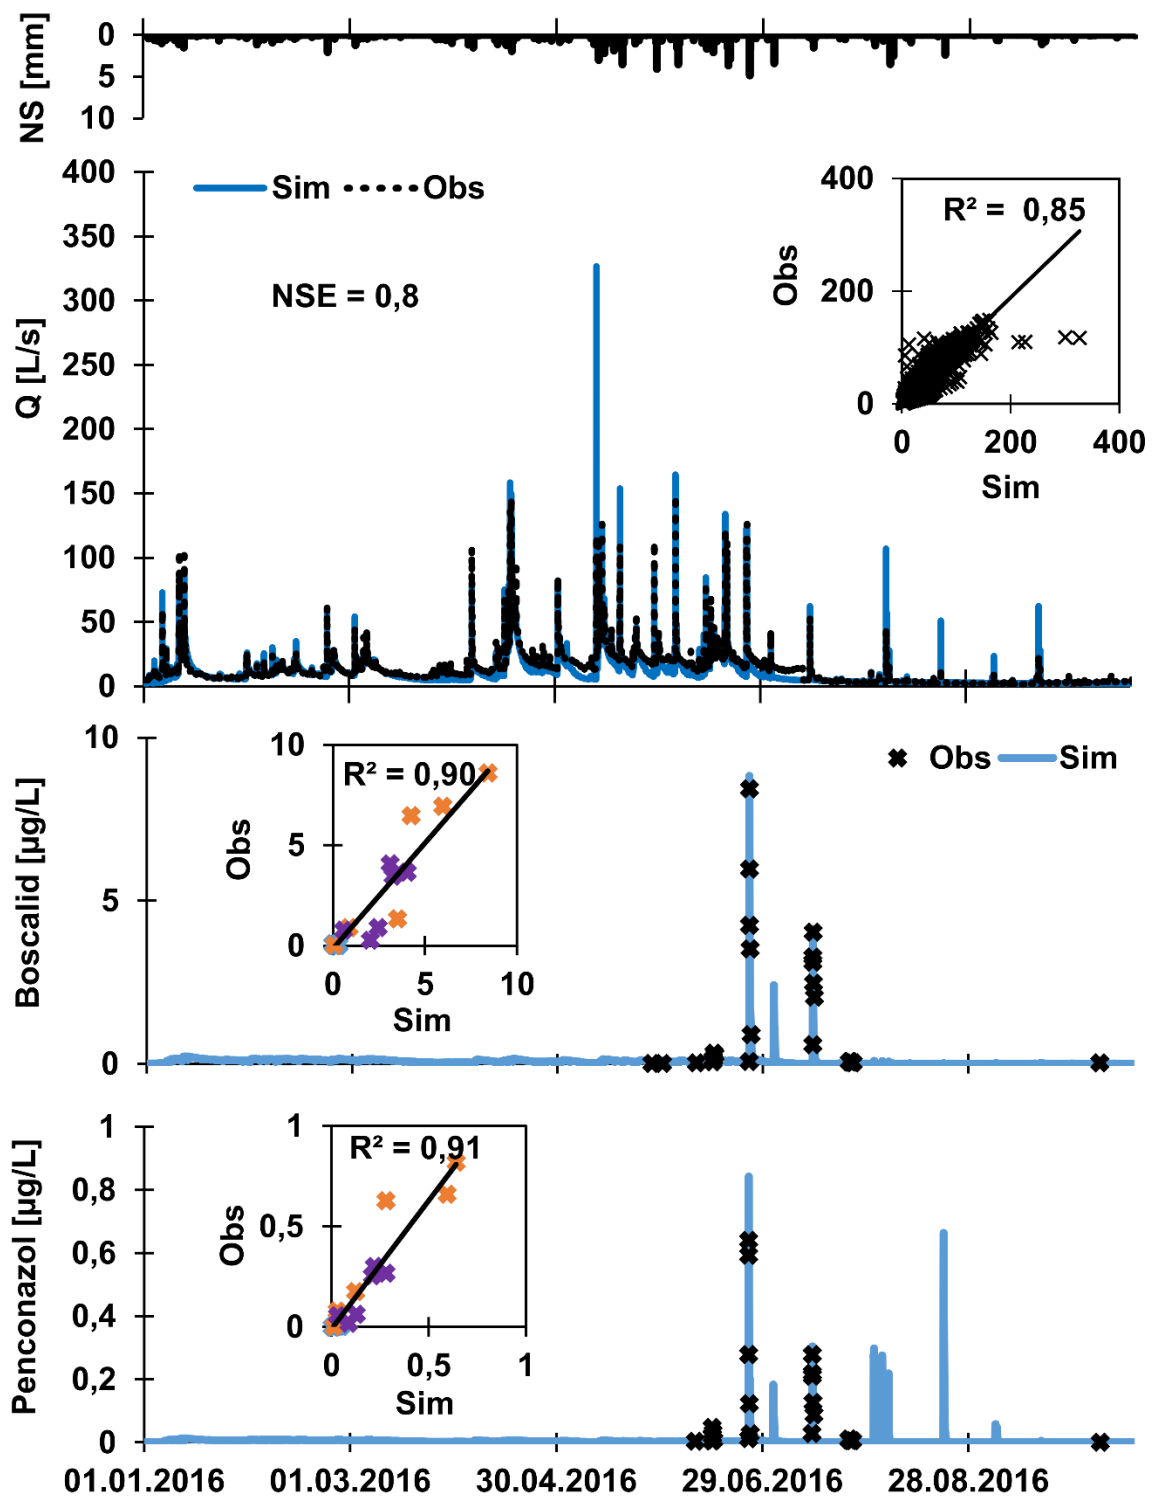 NS [mm]
0
5
10
Q [L/s]
400
350
300
250
200
150
100
50
0
Sim
Obs
NSE = 0,8
R² = 0,85
Obs
400
200
0
0
200
400
Sim
Boscalid [µg/L]
10
5
0
Obs
Sim
R² = 0,90
Obs
10
5
0
0
5
10
Sim
Penconazol [µg/L]
1
0,8
0,6
0,4
0,2
0
R² = 0,91
Obs
1
0,5
0
0
0,5
1
Sim
01.01.2016
01.03.2016
30.04.2016
29.06.2016
28.08.2016